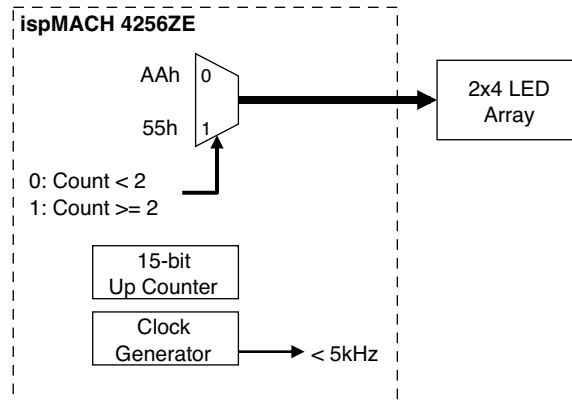 ispMACH 4256ZE
AAh
0
55h
1
2x4 LED
Array
0: Count < 2
1: Count >= 2
15-bit
Up Counter
Clock
Generator
< 5kHz